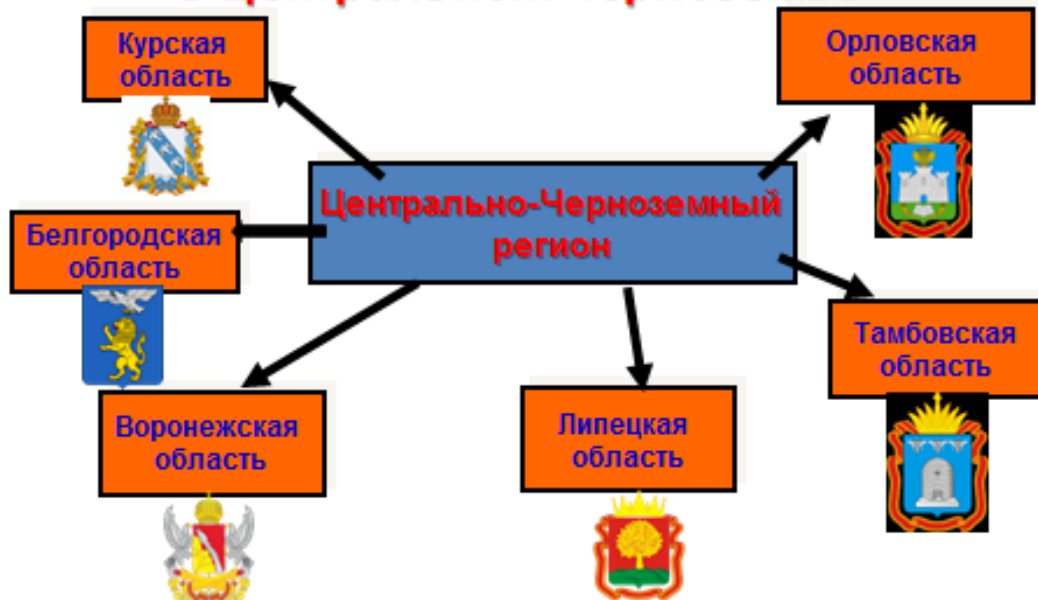 Курская
область
Орловская
область
Центрально-Черноземный
регион
Белгородская
область
Тамбовская
область
Воронежская
область
Липецкая
область